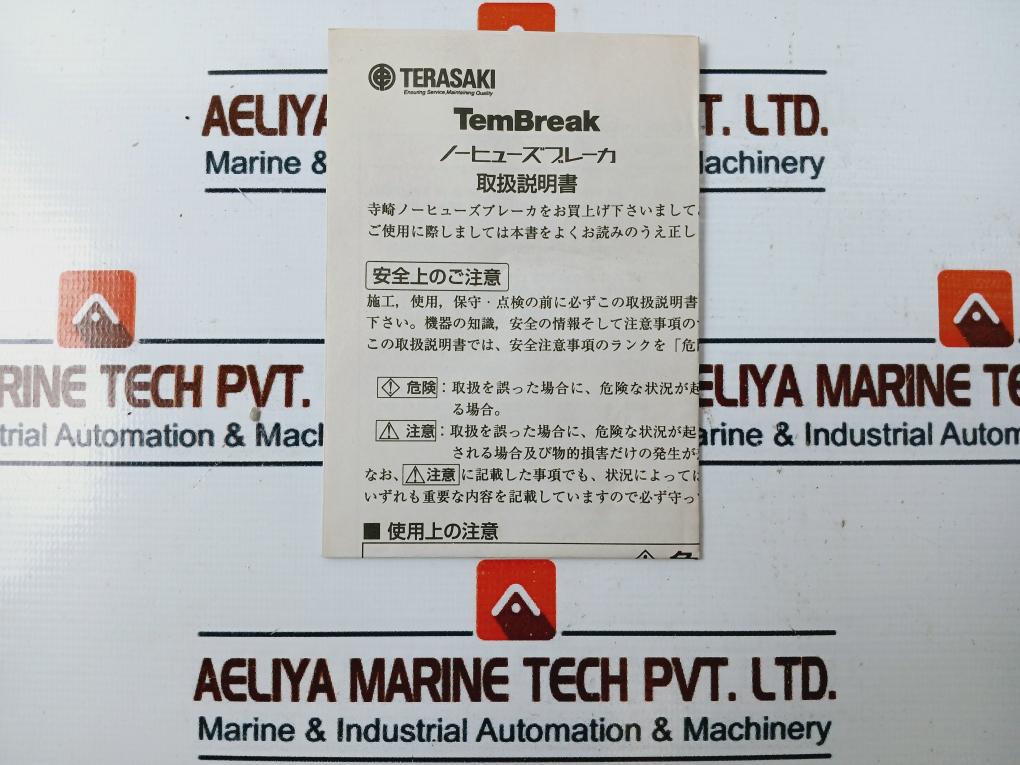 AELIYA
T. LTD.
Marine &
achinery
TERASAKI
Ensuring Service,Maintaining Quality
TemBreak
ノーヒューズブレーカ
取扱説明書
寺崎ノーヒューズブレーカをお買上げ下さいまして
ご使用に際しましては本書をよくお読みのうえ正し
安全上のご注意
施工，使用，保守・点検の前に必ずこの取扱説明書
下さい。機器の知識，安全の情報そして注意事項の
この取扱説明書では、安全注意事項のランクを「危
危険：取扱を誤った場合に、危険な状況が起
る場合。
注意：取扱を誤った場合に、危険な状況が起
される場合及び物的損害だけの発生が
なお、注意に記載した事項でも、状況によっては
いずれも重要な内容を記載していますので必ず守っ
■ 使用上の注意
RINE TECH PVT.
trial Automation & Macl
ELIYA MARINE TE
arine & Industrial Autom
AELIYA MARINE TECH PVT. LTD.
Marine & Industrial Automation & Machinery